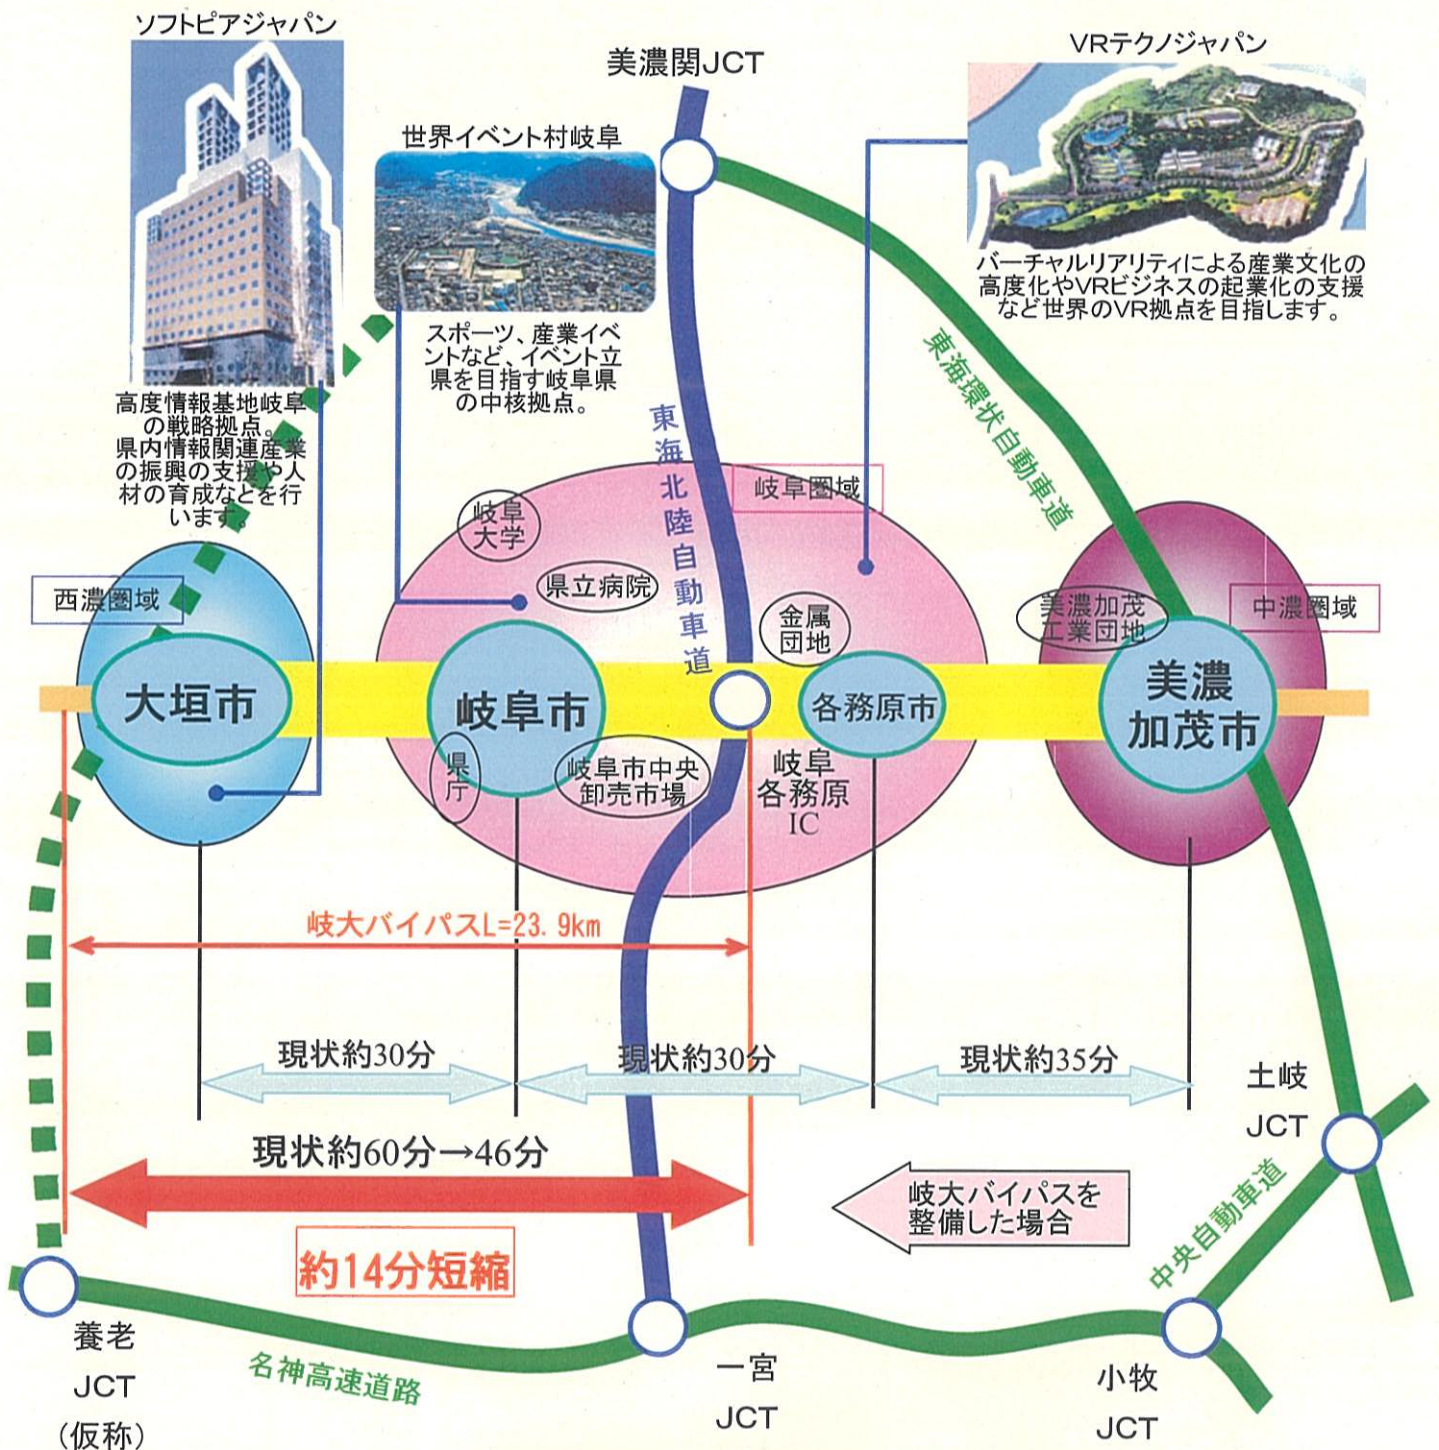 ソフトピアジャパン
高度情報基地岐阜
の戦略拠点。
県内情報関連産業
の振興の支援や人
材の育成などを行
います。
世界イベント村岐阜
スポーツ、産業イベ
ントなど、イベント立
県を目指す岐阜県
の中核拠点。
美濃関JCT
VRテクノジャパン
バーチャルリアリティによる産業文化の
高度化やVRビジネスの起業化の支援
など世界のVR拠点を目指します。
東海環状自動車道
東海北陸自動車道
岐阜圏域
岐阜
大学
県立病院
西濃圏域
金属
団地
美濃加茂
工業団地
中濃圏域
大垣市
岐阜市
各務原市
美濃
加茂市
県
庁
岐阜市中央
卸売市場
岐阜
各務原
IC
岐大バイパスL=23.9km
現状約30分
現状約30分
現状約35分
土岐
JCT
現状約60分→46分
岐大バイパスを
整備した場合
約14分短縮
中央自動車道
養老
JCT
(仮称)
名神高速道路
一宮
JCT
小牧
JCT